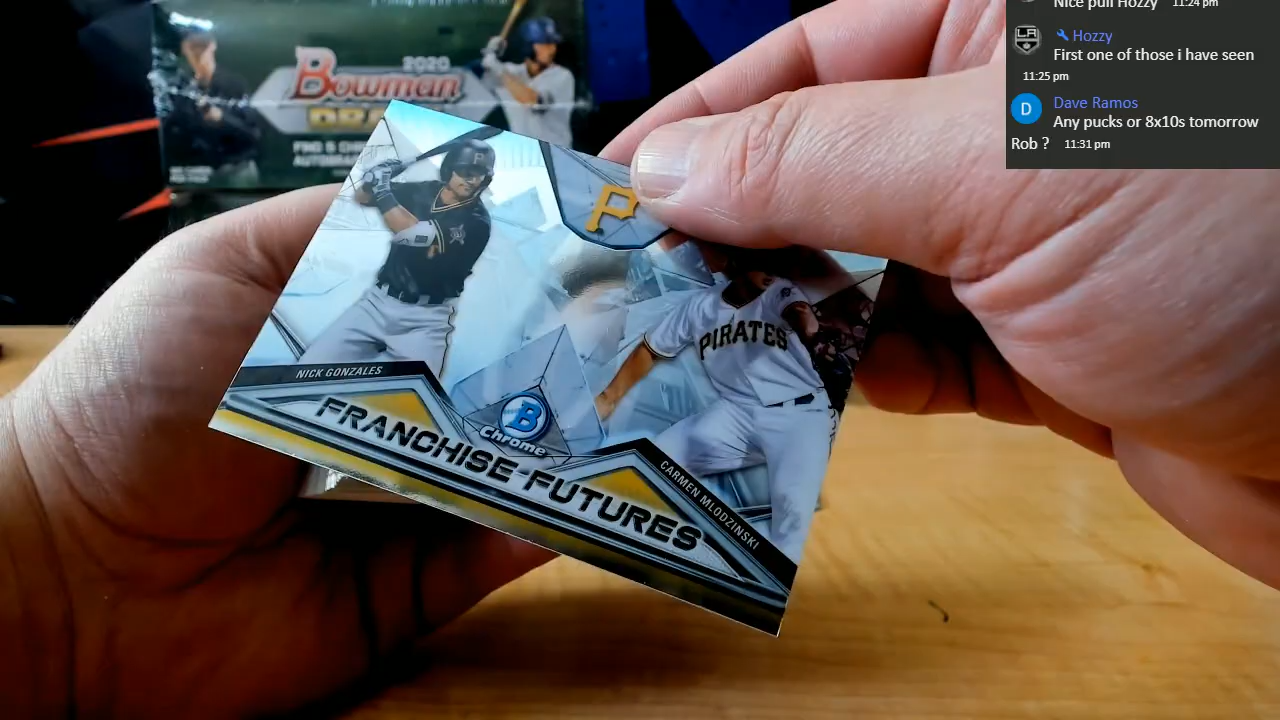 Nice pull Hozzy 11:24 pm
Hozzy
First one of those i have seen
11:25 pm
D Dave Ramos
Any pucks or 8x10s tomorrow
Rob ? 11:31 pm
2020
Bowman
P
P
PIRATES
NICK GONZALES
B
Chrome
FRANCHISE FUTURES
CARMEN MLODZINSKI